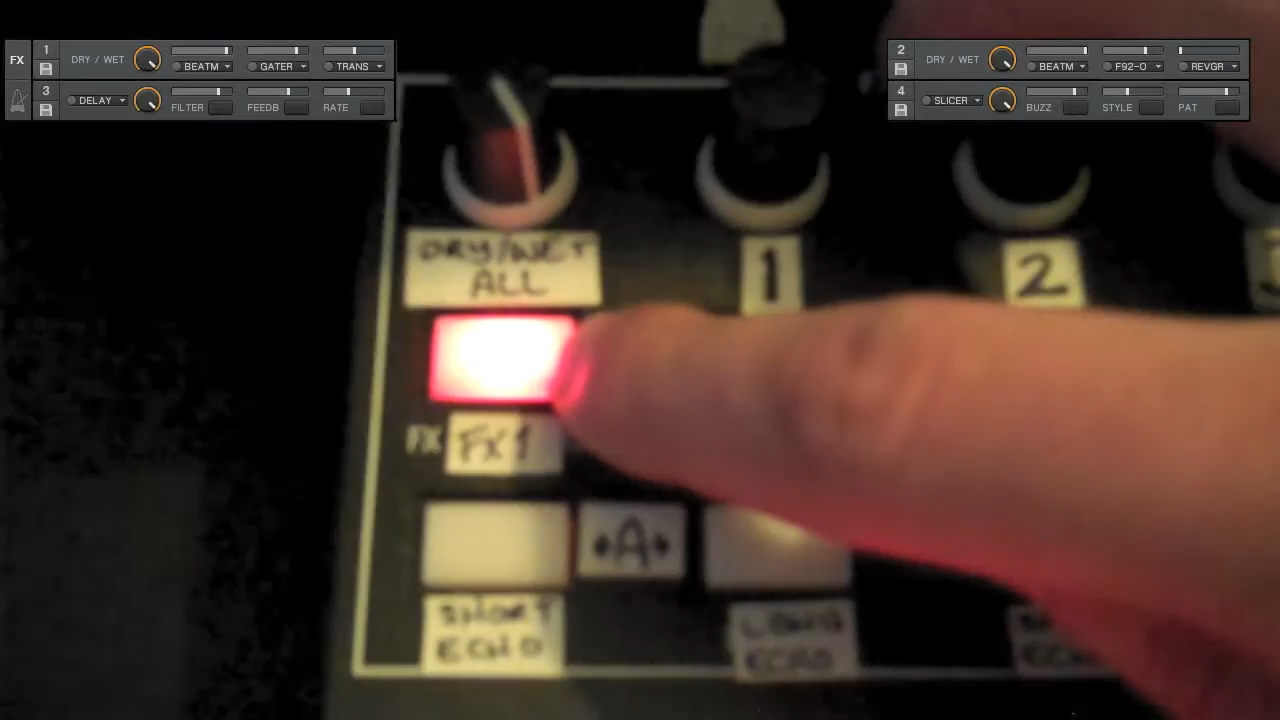 FX
1
DRY / WET
BEATM
GATER
TRANS
3
DELAY
FILTER
FEEDB
RATE
2
DRY / WET
BEATM
F92-O
REVGR
4
SLICER
BUZZ
STYLE
PAT
DRY/WET
ALL
1
2
FX
FX1
A
SHORT
ECHO
LONG
ECHO